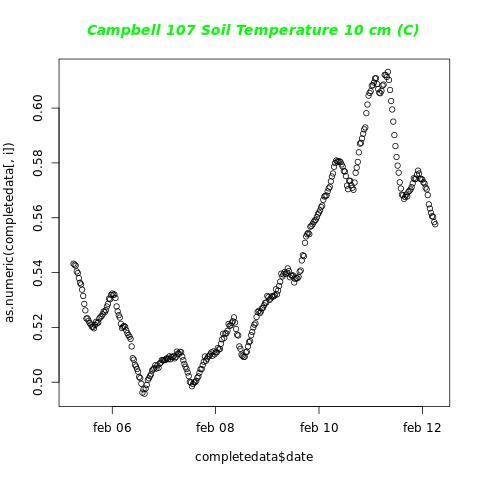 Campbell 107 Soil Temperature 10 cm (C)
as.numeric(completedata[, i])
0.60
0.58
0.56
0.54
0.52
0.50
feb 06 feb 08 feb 10 feb 12
completedata$date